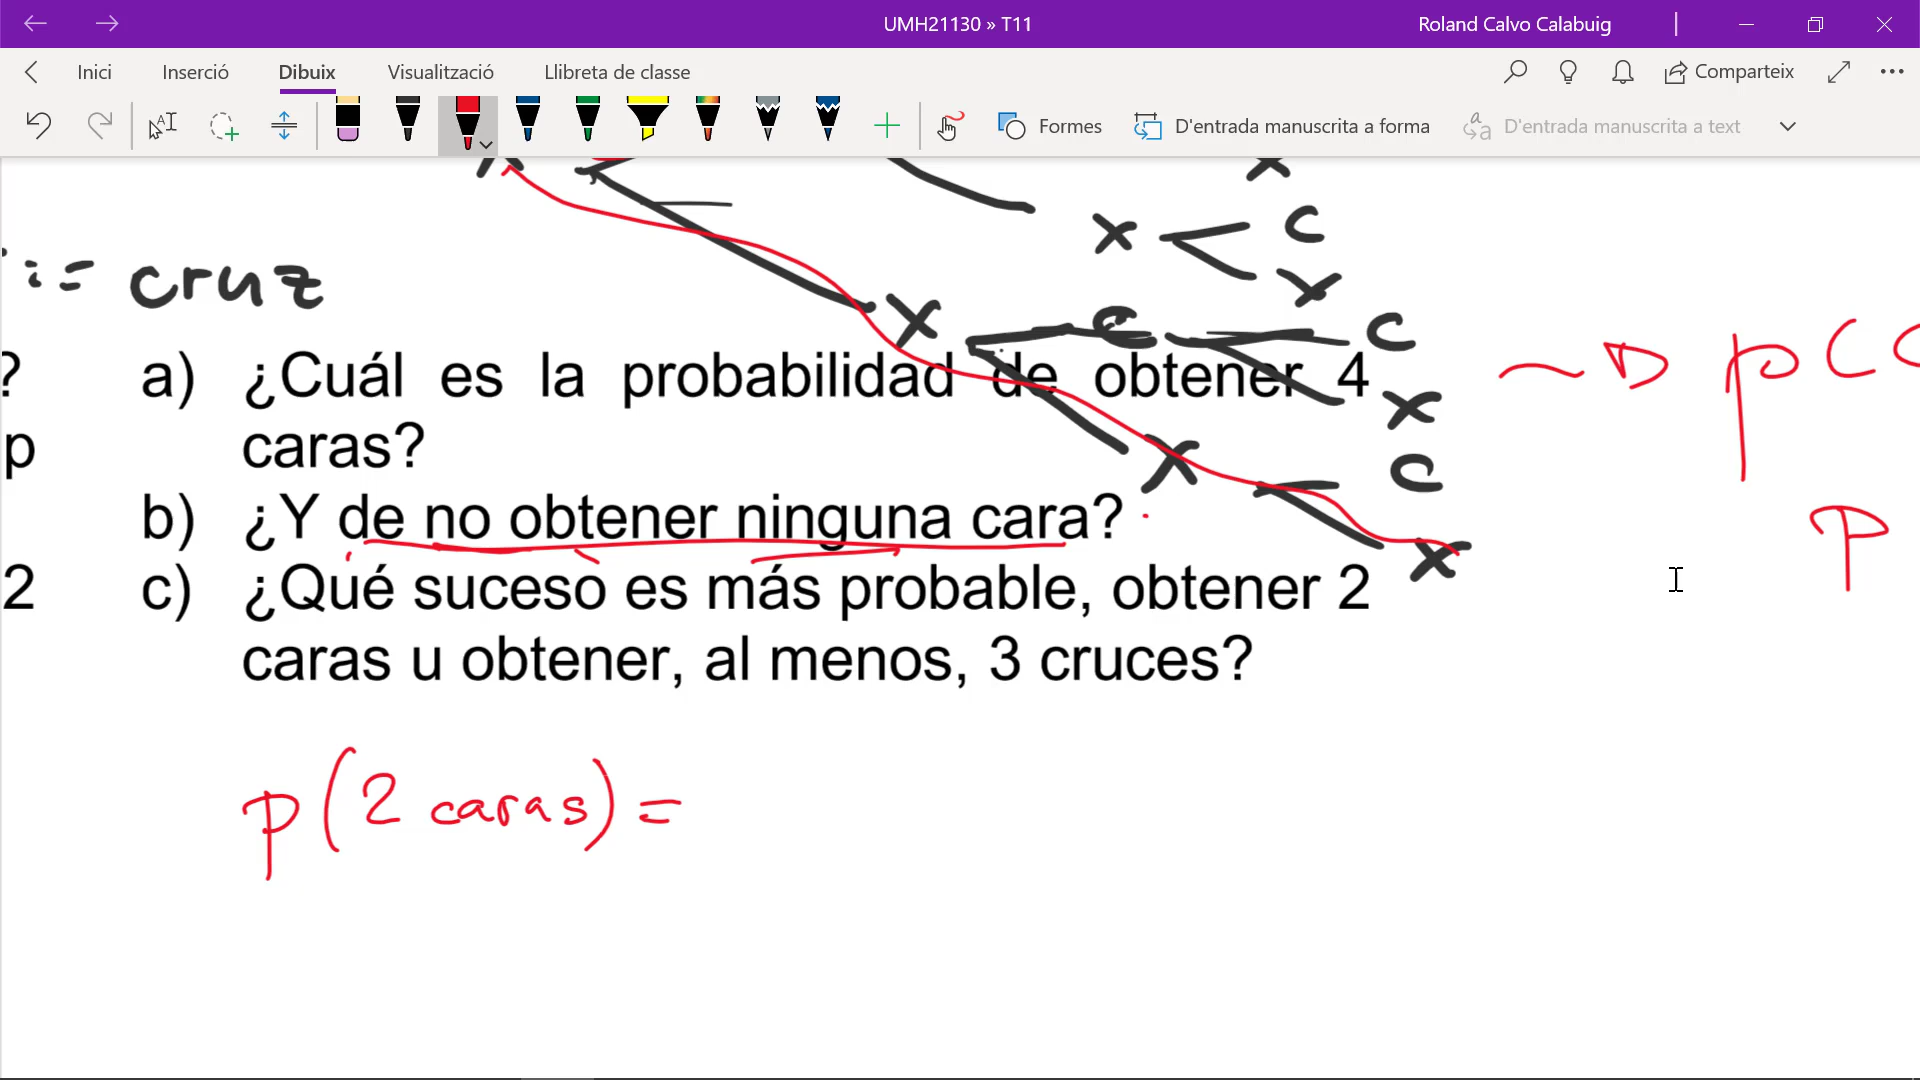 UMH21130 » T11
Roland Calvo Calabuig
Inici Inserció Dibuix Visualització Llibreta de classe
Comparteix
Formes D'entrada manuscrita a forma D'entrada manuscrita a text
x
x < c
x
:= cruz
x c c
x
x c
x
? a) ¿Cuál es la probabilidad de obtener 4
p caras?
b) ¿Y de no obtener ninguna cara?
2 c) ¿Qué suceso es más probable, obtener 2
caras u obtener, al menos, 3 cruces?
p(C
P
p(2 caras) =